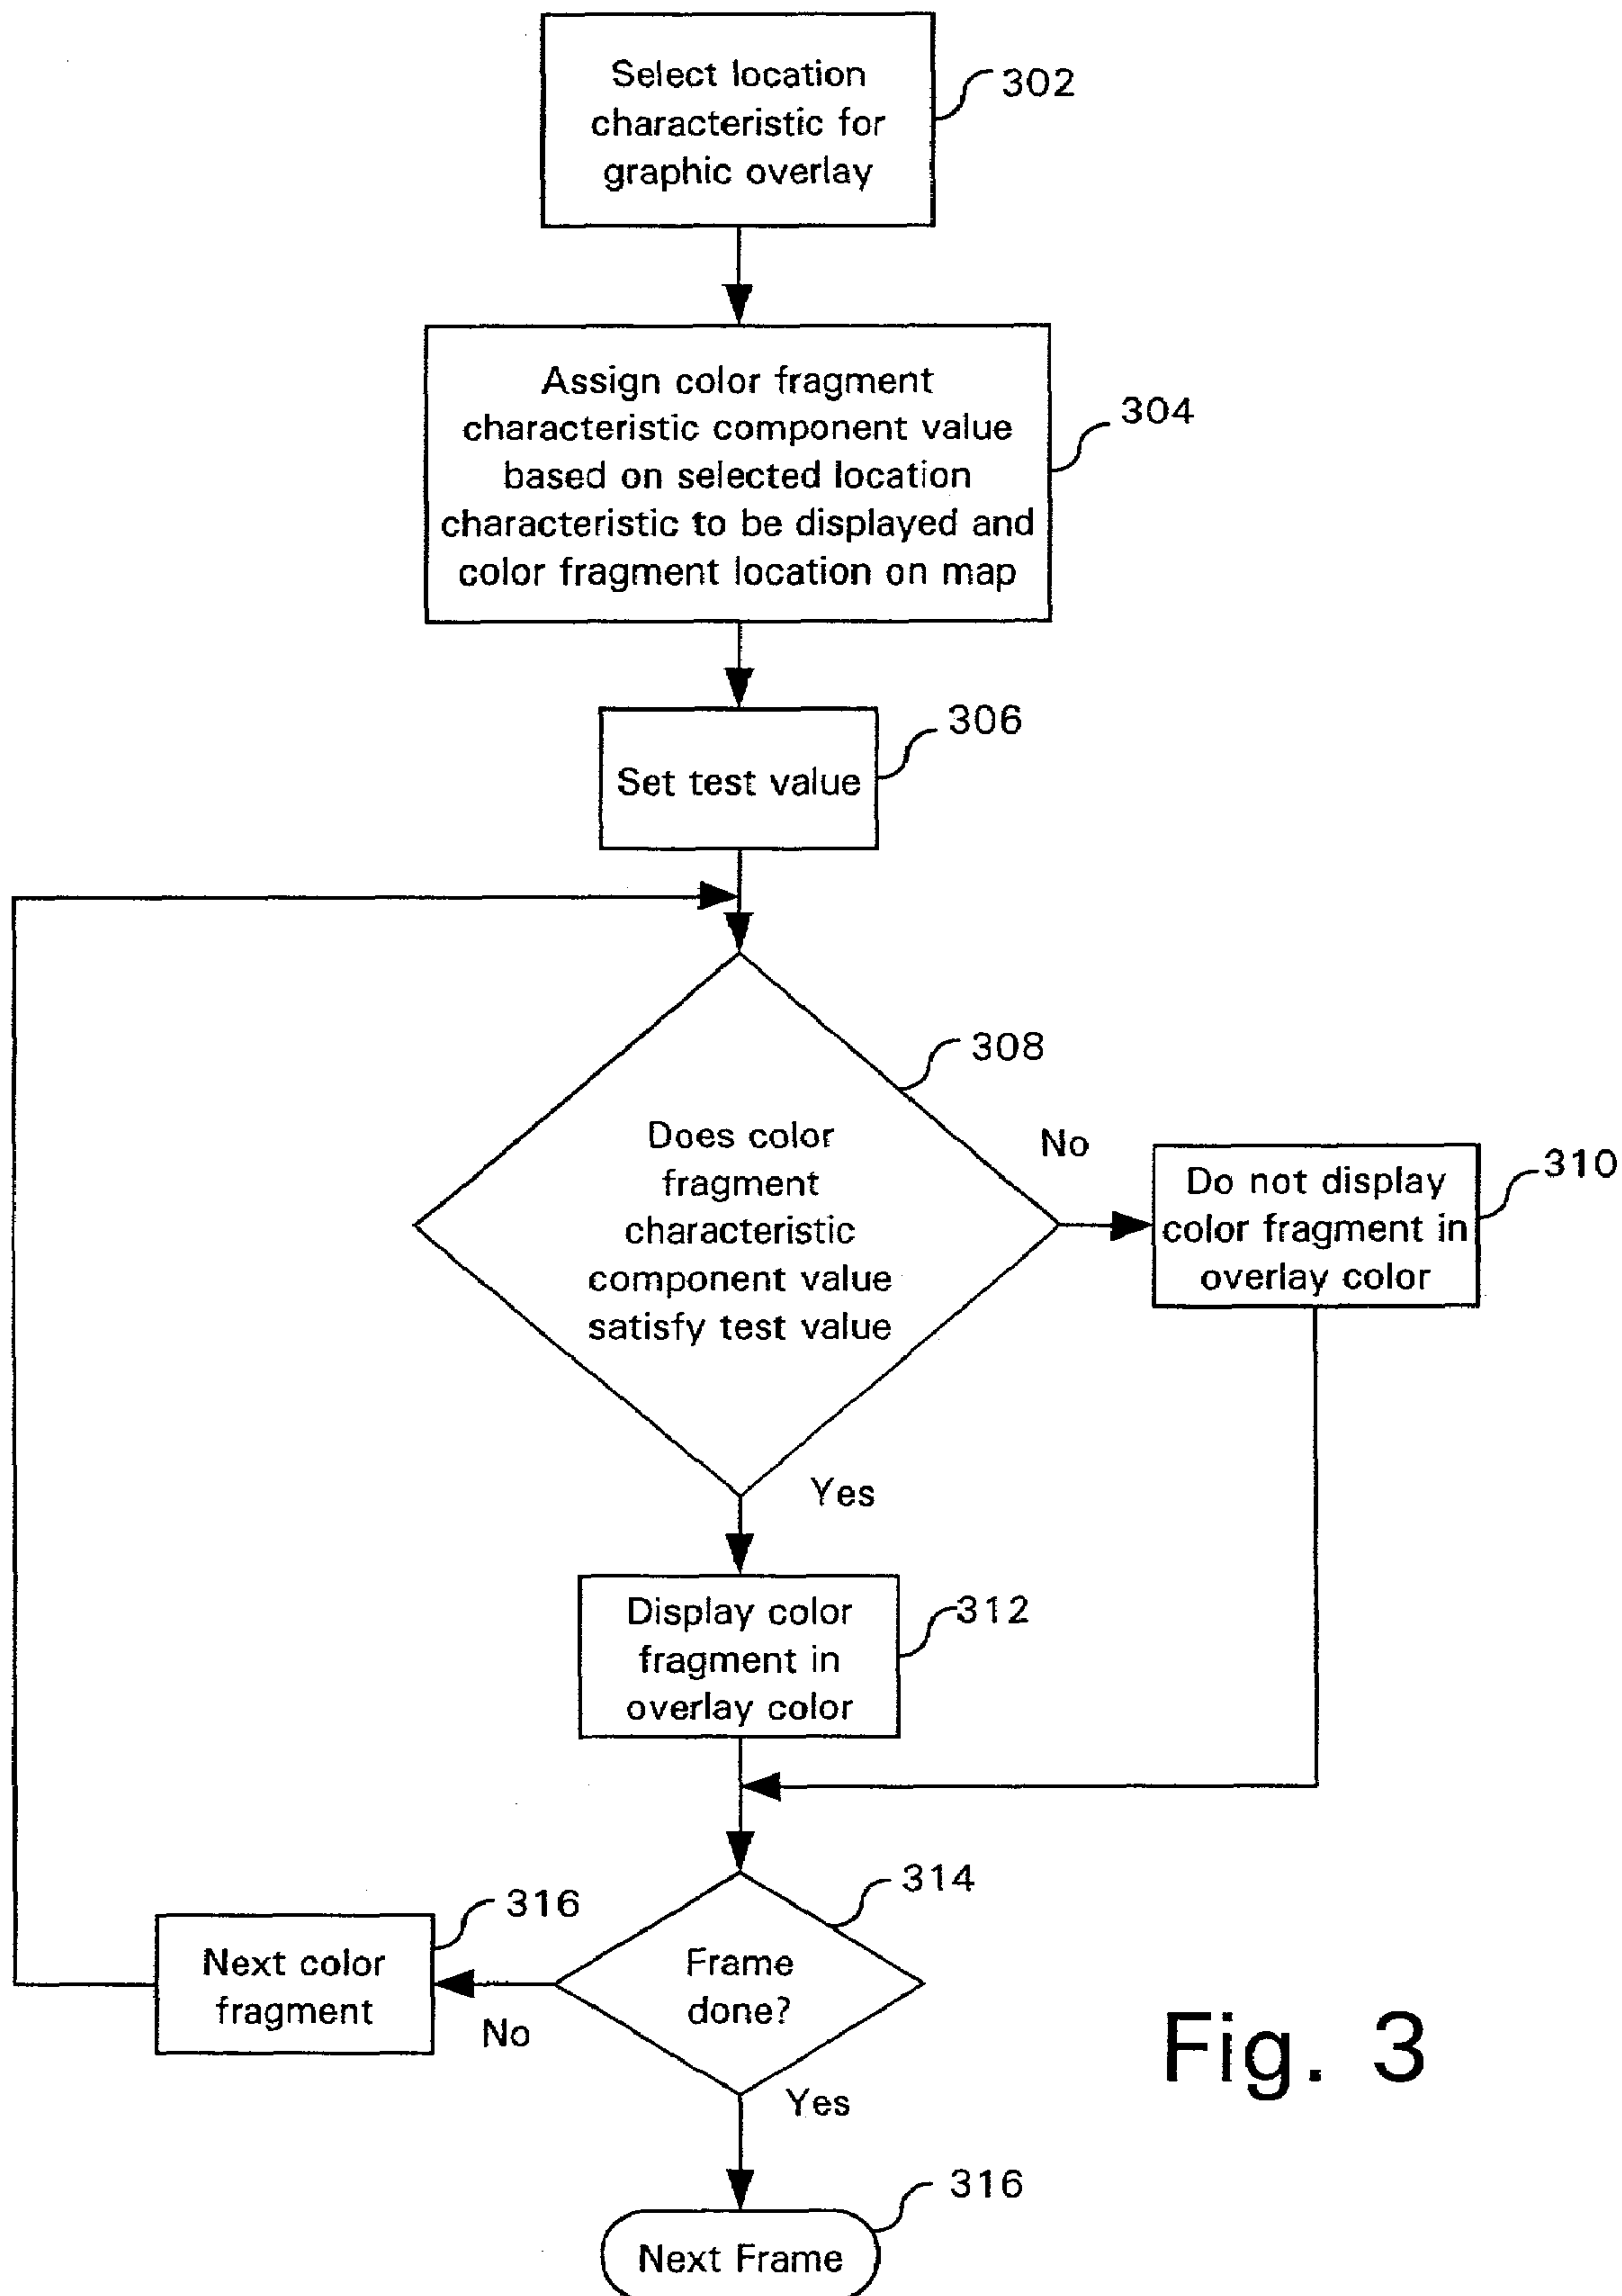 Select location
characteristic for
graphic overlay
302
Assign color fragment
characteristic component value
based on selected location
characteristic to be displayed and
color fragment location on map
304
Set test value
306
Does color
fragment
characteristic
component value
satisfy test value
308
No
Do not display
color fragment in
overlay color
310
Yes
Display color
fragment in
overlay color
312
Frame
done?
314
No
Next color
fragment
316
Yes
Next Frame
316
Fig. 3